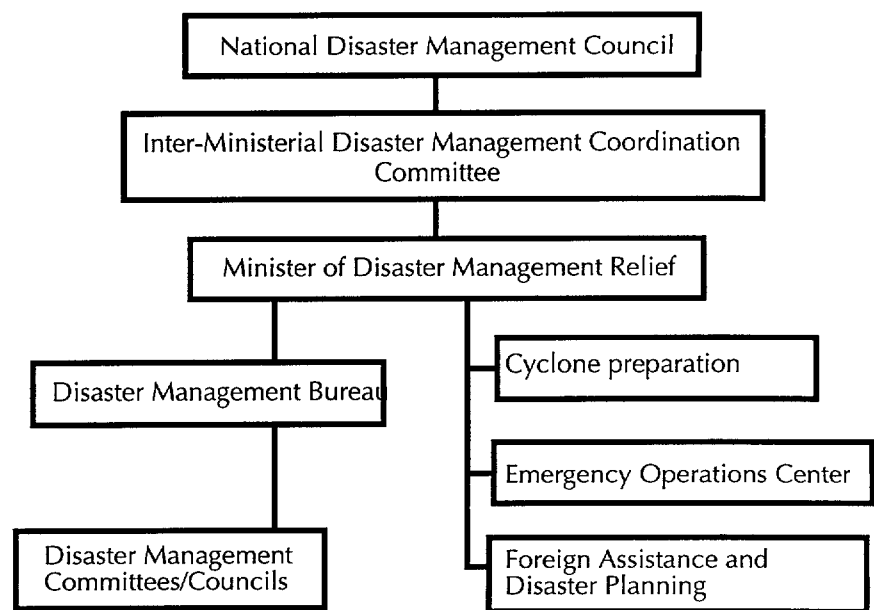 National Disaster Management Council
Inter-Ministerial Disaster Management Coordination
Committee
Minister of Disaster Management Relief
Disaster Management Bureau
Cyclone preparation
Emergency Operations Center
Disaster Management
Committees/Councils
Foreign Assistance and
Disaster Planning